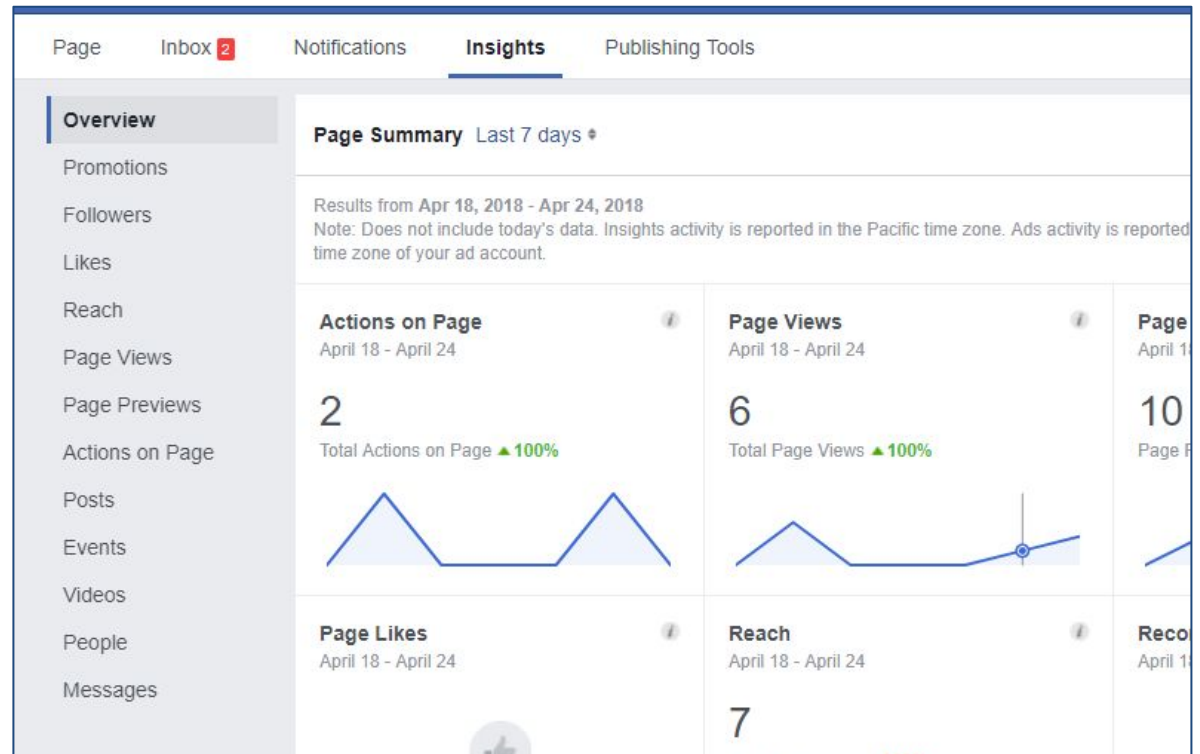 Page Inbox 2 Notifications Insights Publishing Tools
Overview
Promotions
Followers
Likes
Reach
Page Views
Page Previews
Actions on Page
Posts
Events
Videos
People
Messages
Page Summary Last 7 days
Results from Apr 18, 2018 - Apr 24, 2018
Note: Does not include today's data. Insights activity is reported in the Pacific time zone. Ads activity is reported
time zone of your ad account.
Actions on Page
April 18 - April 24
2
Total Actions on Page ▲100%
Page Views
April 18 - April 24
6
Total Page Views ▲100%
Page
April
10
Page
Page Likes
April 18 - April 24
Reach
April 18 - April 24
7
April